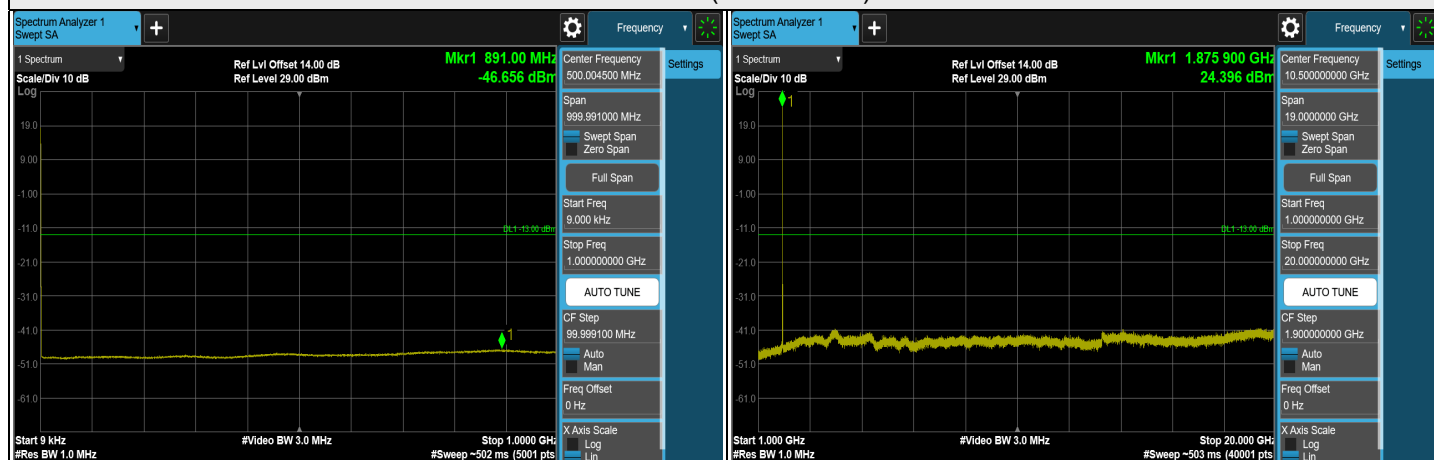 Spectrum Analyzer 1
Swept SA
+
Frequency
1 Spectrum
Scale/Div 10 dB
Log
Ref Lvl Offset 14.00 dB
Ref Level 29.00 dBm
Mkr1 891.00 MHz
-46.656 dBm
19.0
9.00
-1.00
-11.0
-21.0
-31.0
-41.0
-51.0
-61.0
DL1 -13.00 dBm
1
Start 9 kHz
#Res BW 1.0 MHz
#Video BW 3.0 MHz
Stop 1.0000 GHz
#Sweep ~502 ms (5001 pts
Center Frequency
500.004500 MHz
Settings
Span
999.991000 MHz
Swept Span
Zero Span
Full Span
Start Freq
9.000 kHz
Stop Freq
1.000000000 GHz
AUTO TUNE
CF Step
99.999100 MHz
Auto
Man
Freq Offset
0 Hz
X Axis Scale
Log
Lin
Spectrum Analyzer 1
Swept SA
+
Frequency
1 Spectrum
Scale/Div 10 dB
Log
Ref Lvl Offset 14.00 dB
Ref Level 29.00 dBm
Mkr1 1.875 900 GHz
24.396 dBm
1
19.0
9.00
-1.00
-11.0
-21.0
-31.0
-41.0
-51.0
-61.0
DL1 -13.00 dBm
Start 1.000 GHz
#Res BW 1.0 MHz
#Video BW 3.0 MHz
Stop 20.000 GHz
#Sweep ~503 ms (40001 pts
Center Frequency
10.500000000 GHz
Settings
Span
19.0000000 GHz
Swept Span
Zero Span
Full Span
Start Freq
1.000000000 GHz
Stop Freq
20.000000000 GHz
AUTO TUNE
CF Step
1.900000000 GHz
Auto
Man
Freq Offset
0 Hz
X Axis Scale
Log
Lin